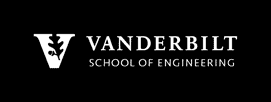 VANDERBILT
SCHOOL OF ENGINEERING